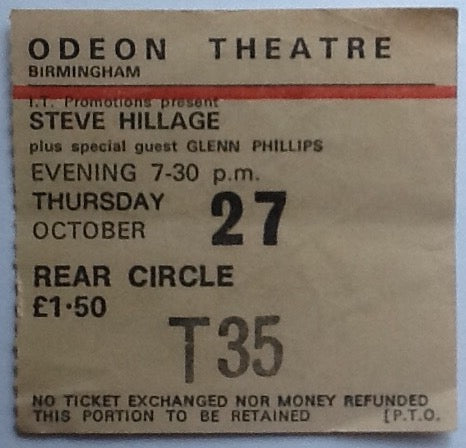 ODEON THEATRE
BIRMINGHAM
I.T. Promotions present
STEVE HILLAGE
plus special guest GLENN PHILLIPS
EVENING 7-30 p.m.
THURSDAY
OCTOBER 27
REAR CIRCLE
£1·50
T35
NO TICKET EXCHANGED NOR MONEY REFUNDED
THIS PORTION TO BE RETAINED [P.T.O.